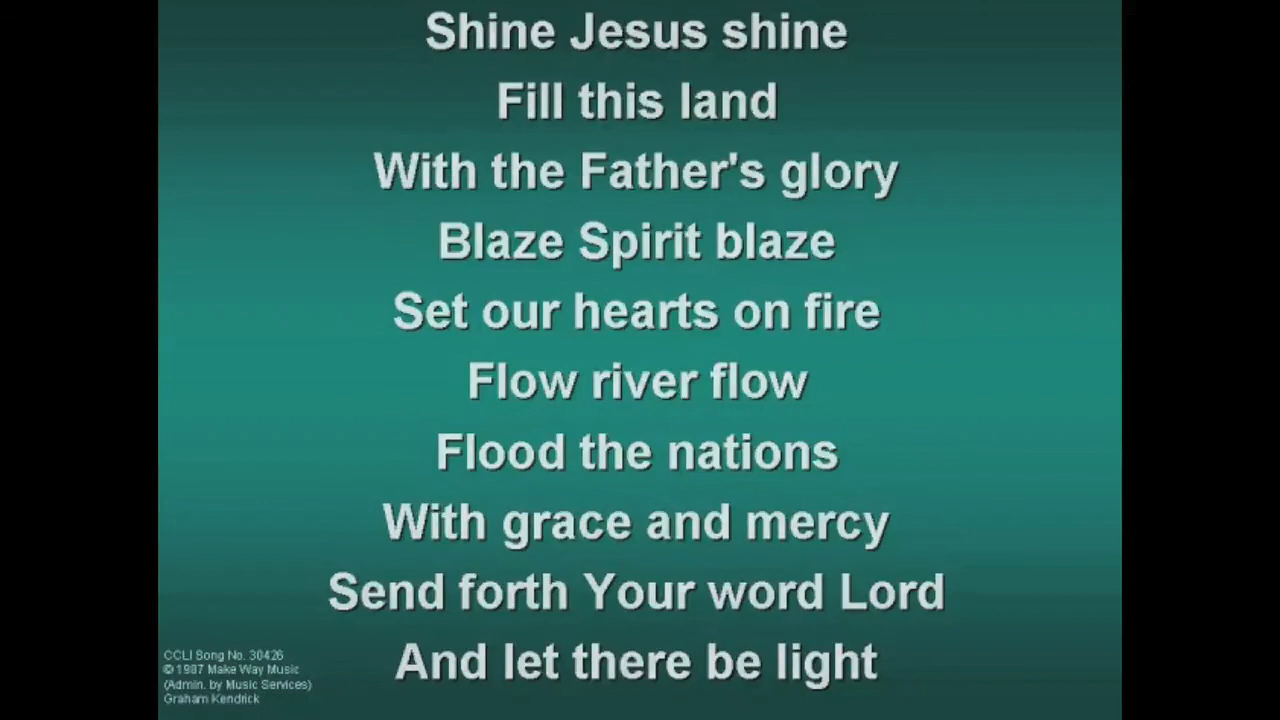 Shine Jesus shine
Fill this land
With the Father's glory
Blaze Spirit blaze
Set our hearts on fire
Flow river flow
Flood the nations
With grace and mercy
Send forth Your word Lord
And let there be light
CCLI Song No. 30426
© 1987 Make Way Music
(Admin. by Music Services)
Graham Kendrick